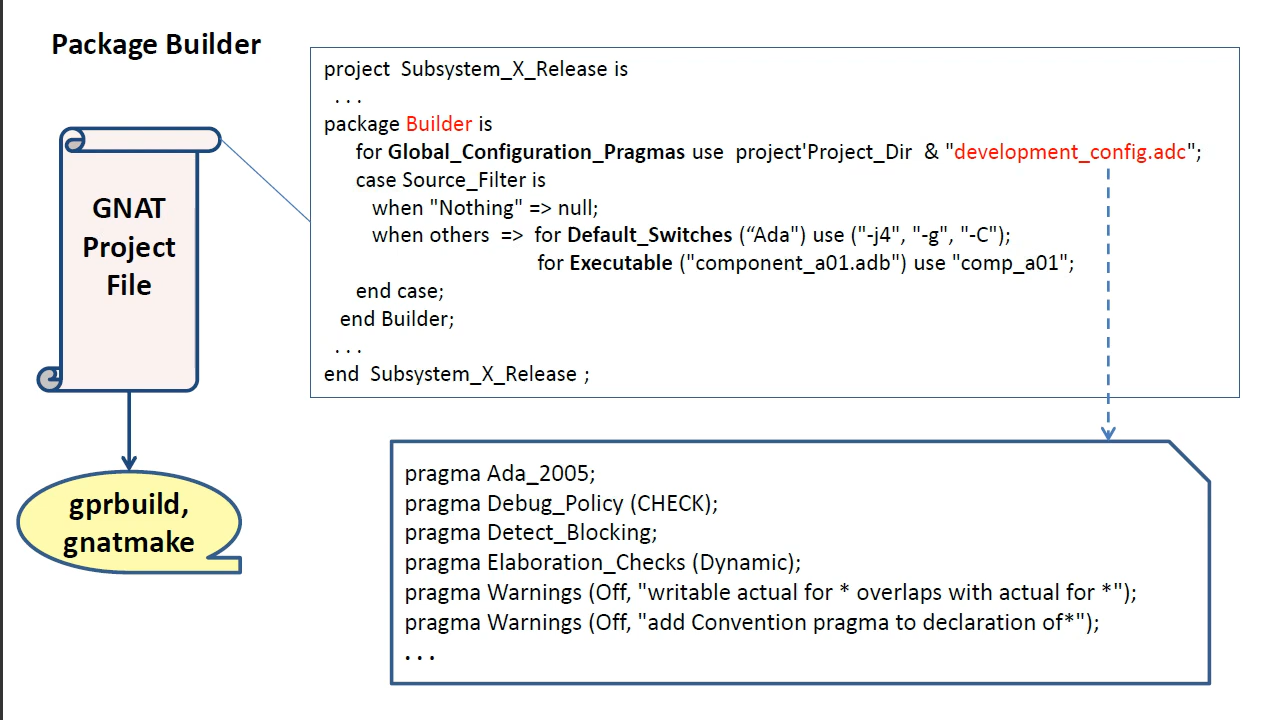 Package Builder
GNAT
Project
File
gprbuild,
gnatmake
project  Subsystem_X_Release is
. . .
package Builder is
for Global_Configuration_Pragmas use  project'Project_Dir  & "development_config.adc";
case Source_Filter is
when "Nothing" => null;
when others  =>  for Default_Switches (“Ada") use ("-j4", "-g", "-C");
for Executable ("component_a01.adb") use "comp_a01";
end case;
end Builder;
. . .
end  Subsystem_X_Release ;
pragma Ada_2005;
pragma Debug_Policy (CHECK);
pragma Detect_Blocking;
pragma Elaboration_Checks (Dynamic);
pragma Warnings (Off, "writable actual for * overlaps with actual for *");
pragma Warnings (Off, "add Convention pragma to declaration of*");
. . .